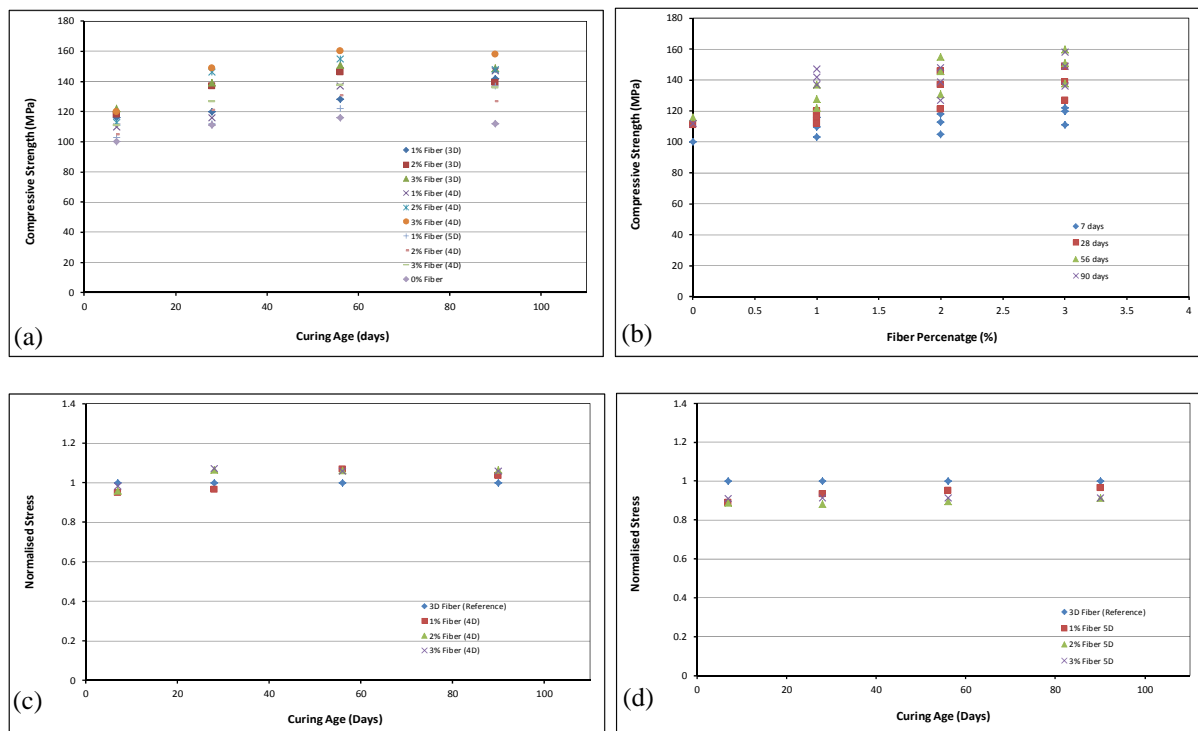 180
160
140
120
100
80
60
40
20
0
0 20 40 60 80 100
Compressive Strength (MPa)
Curing Age (days)
1% Fiber (3D)
2% Fiber (3D)
3% Fiber (3D)
1% Fiber (4D)
2% Fiber (4D)
3% Fiber (4D)
1% Fiber (5D)
2% Fiber (4D)
3% Fiber (4D)
0% Fiber
(a)
180
160
140
120
100
80
60
40
20
0
0 0.5 1 1.5 2 2.5 3 3.5 4
Compressive Strength (MPa)
Fiber Percenatge (%)
7 days
28 days
56 days
90 days
(b)
1.4
1.2
1
0.8
0.6
0.4
0.2
0
0 20 40 60 80 100
Normalised Stress
Curing Age (Days)
3D Fiber (Reference)
1% Fiber (4D)
2% Fiber (4D)
3% Fiber (4D)
(c)
1.4
1.2
1
0.8
0.6
0.4
0.2
0
0 20 40 60 80 100
Normalised Stress
Curing Age (Days)
3D Fiber (Reference)
1% Fiber 5D
2% Fiber 5D
3% Fiber 5D
(d)